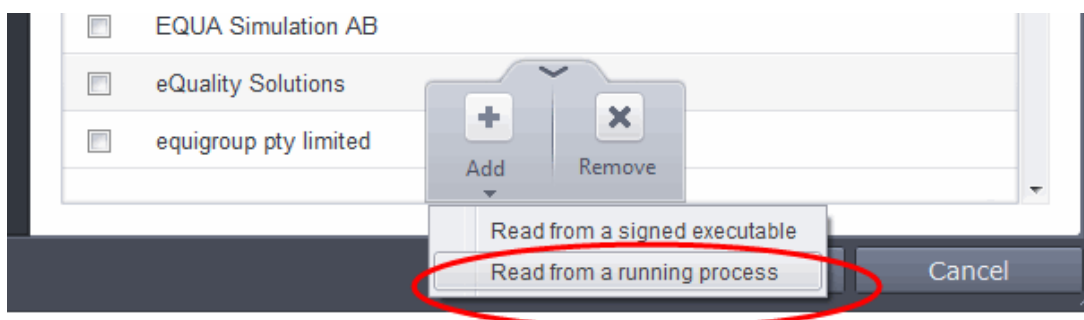 EQUA Simulation AB
eQuality Solutions
equigroup pty limited
Add
Remove
Read from a signed executable
Read from a running process
Cancel